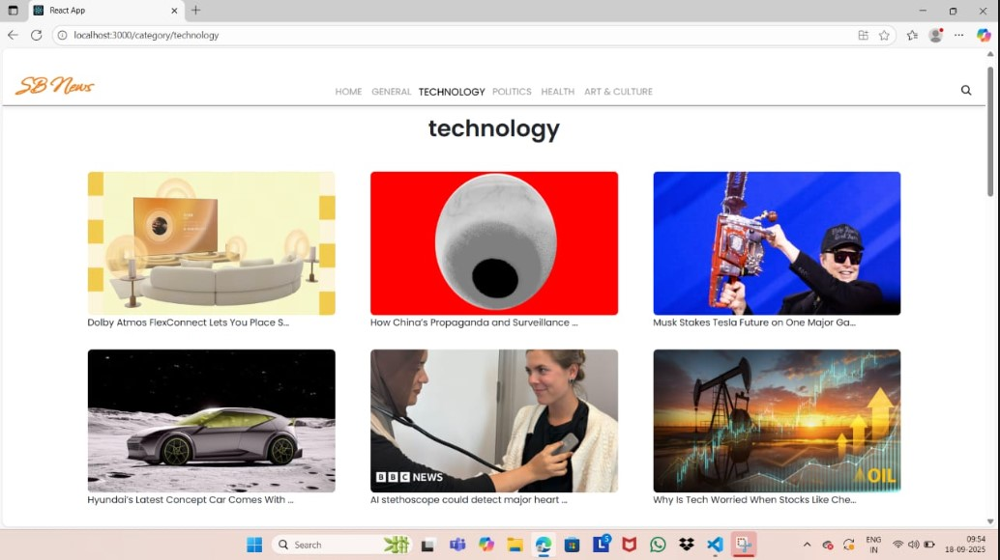 React App
localhost:3000/category/technology
SB News
HOME GENERAL TECHNOLOGY POLITICS HEALTH ART & CULTURE
technology
Dolby Atmos FlexConnect Lets You Place S...
How China's Propaganda and Surveillance ...
Musk Stakes Tesla Future on One Major Ga...
BBC NEWS
OIL
Hyundai's Latest Concept Car Comes With ...
AI stethoscope could detect major heart ...
Why Is Tech Worried When Stocks Like Che...
Search
5
ENG
IN
09:54
18-09-2025